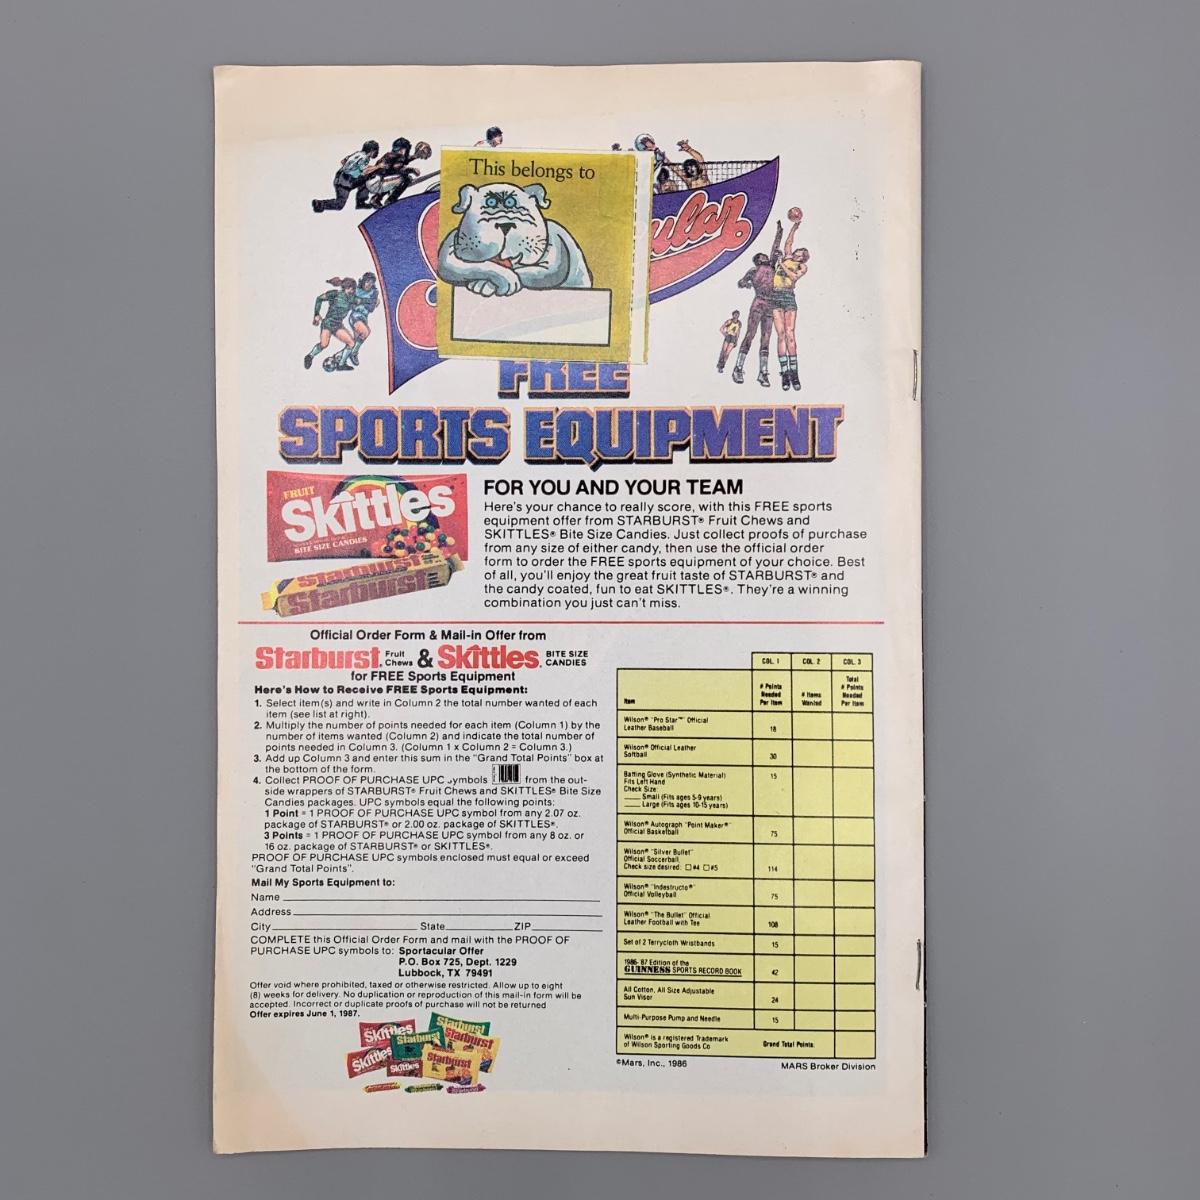 This belongs to
ular
FREE
SPORTS EQUIPMENT
FRUIT
Skittles
BITE SIZE CANDIES
Starburst
Starburst
FOR YOU AND YOUR TEAM
Here's your chance to really score, with this FREE sports
equipment offer from STARBURST® Fruit Chews and
SKITTLES® Bite Size Candies. Just collect proofs of purchase
from any size of either candy, then use the official order
form to order the FREE sports equipment of your choice. Best
of all, you'll enjoy the great fruit taste of STARBURST® and
the candy coated, fun to eat SKITTLES®. They're a winning
combination you just can't miss.
Official Order Form & Mail-in Offer from
Starburst® Fruit Chews & Skittles® BITE SIZE CANDIES
for FREE Sports Equipment
Here's How to Receive FREE Sports Equipment:
1. Select item(s) and write in Column 2 the total number wanted of each
item (see list at right).
2. Multiply the number of points needed for each item (Column 1) by the
number of items wanted (Column 2) and indicate the total number of
points needed in Column 3. (Column 1 x Column 2 = Column 3.)
3. Add up Column 3 and enter this sum in the "Grand Total Points" box at
the bottom of the form.
4. Collect PROOF OF PURCHASE UPC symbols from the out-
side wrappers of STARBURST® Fruit Chews and SKITTLES® Bite Size
Candies packages. UPC symbols equal the following points:
1 Point = 1 PROOF OF PURCHASE UPC symbol from any 2.07 oz.
package of STARBURST® or 2.00 oz. package of SKITTLES®.
3 Points = 1 PROOF OF PURCHASE UPC symbol from any 8 oz. or
16 oz. package of STARBURST® or SKITTLES®.
PROOF OF PURCHASE UPC symbols enclosed must equal or exceed
"Grand Total Points".
Mail My Sports Equipment to:
Name
Address
City State ZIP
COMPLETE this Official Order Form and mail with the PROOF OF
PURCHASE UPC symbols to: Sportacular Offer
P.O. Box 725, Dept. 1229
Lubbock, TX 79491
Offer void where prohibited, taxed or otherwise restricted. Allow up to eight
(8) weeks for delivery. No duplication or reproduction of this mail-in form will be
accepted. Incorrect or duplicate proofs of purchase will not be returned
Offer expires June 1, 1987.
Skittles
Starburst
Starburst
Starburst
Skittles
Skittles
Starburst
COL. 1 COL. 2 COL. 3
Item # Points Needed Per Item # Items Wanted Total # Points Needed Per Item
Wilson® "Pro Star™" Official
Leather Baseball 18
Wilson® Official Leather
Softball 30
Batting Glove (Synthetic Material) 15
Fits Left Hand
Check Size:
Small (Fits ages 5-9 years)
Large (Fits ages 10-15 years)
Wilson® Autograph "Point Maker®"
Official Basketball 75
Wilson® "Silver Bullet"
Official Soccerball
Check size desired: □ #4 □ #5 114
Wilson® "Indestructo®"
Official Volleyball 75
Wilson® "The Bullet" Official
Leather Football with Tee 108
Set of 2 Terrycloth Wristbands 15
1986-87 Edition of the
GUINNESS SPORTS RECORD BOOK 42
All Cotton, All Size Adjustable
Sun Visor 24
Multi-Purpose Pump and Needle 15
Wilson® is a registered Trademark
of Wilson Sporting Goods Co Grand Total Points:
©Mars, Inc., 1986 MARS Broker Division